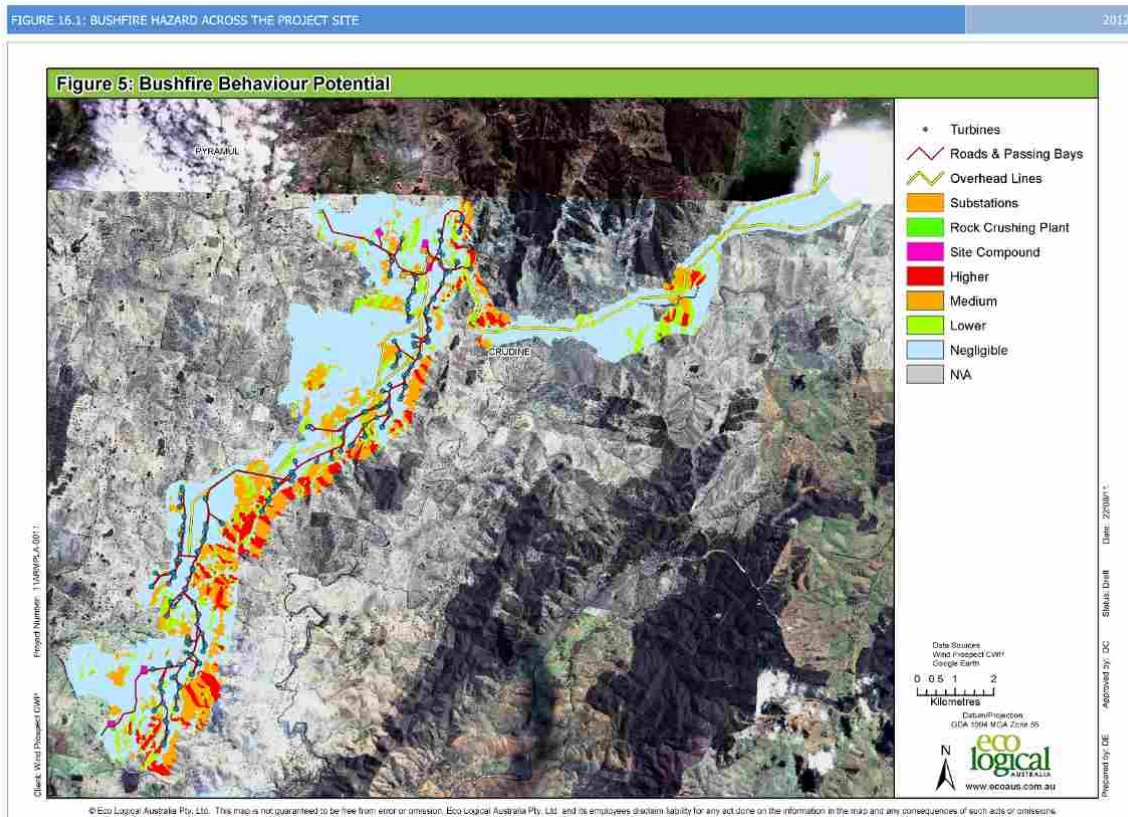 FIGURE 16.1: BUSHFIRE HAZARD ACROSS THE PROJECT SITE
2012
Figure 5: Bushfire Behaviour Potential
PYRAMUL
CRUDINE
Turbines
Roads & Passing Bays
Overhead Lines
Substations
Rock Crushing Plant
Site Compound
Higher
Medium
Lower
Negligible
N\A
Data Sources
Wind Prospect CWP
Google Earth
0 0.5 1 2
Kilometres
Datum/Projection:
GDA 1994 MGA Zone 55
N
eco
logical
AUSTRALIA
www.ecoaus.com.au
Client: Wind Prospect CWP
Project Number:
Prepared by: DE
Approved by: DC
Status: Draft
Date:
© Eco Logical Australia Pty. Ltd. This map is not guaranteed to be free from error or omission. Eco Logical Australia Pty. Ltd. and its employees disclaim liability for any act done on the information in the map and any consequences of such acts or omissions.